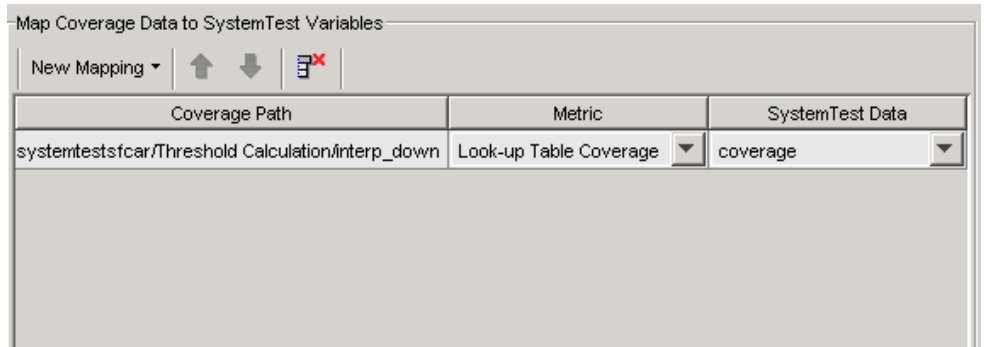 Map Coverage Data to SystemTest Variables
New Mapping
Coverage Path Metric SystemTest Data
systemtestsfcar/Threshold Calculation/interp_down Look-up Table Coverage coverage